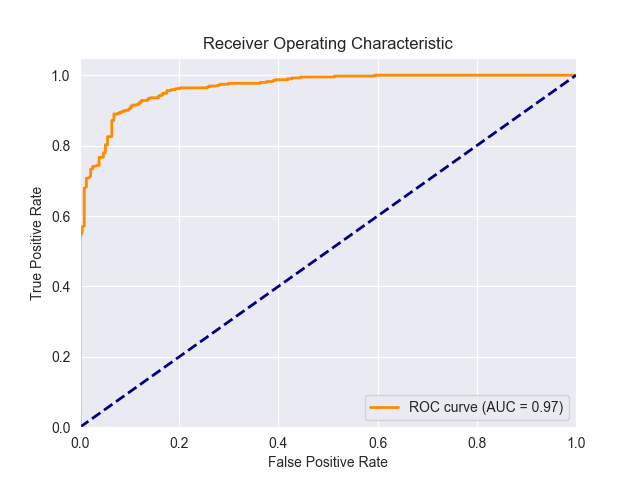 Receiver Operating Characteristic
True Positive Rate
1.0
0.8
0.6
0.4
0.2
0.0
ROC curve (AUC = 0.97)
0.0 0.2 0.4 0.6 0.8 1.0
False Positive Rate